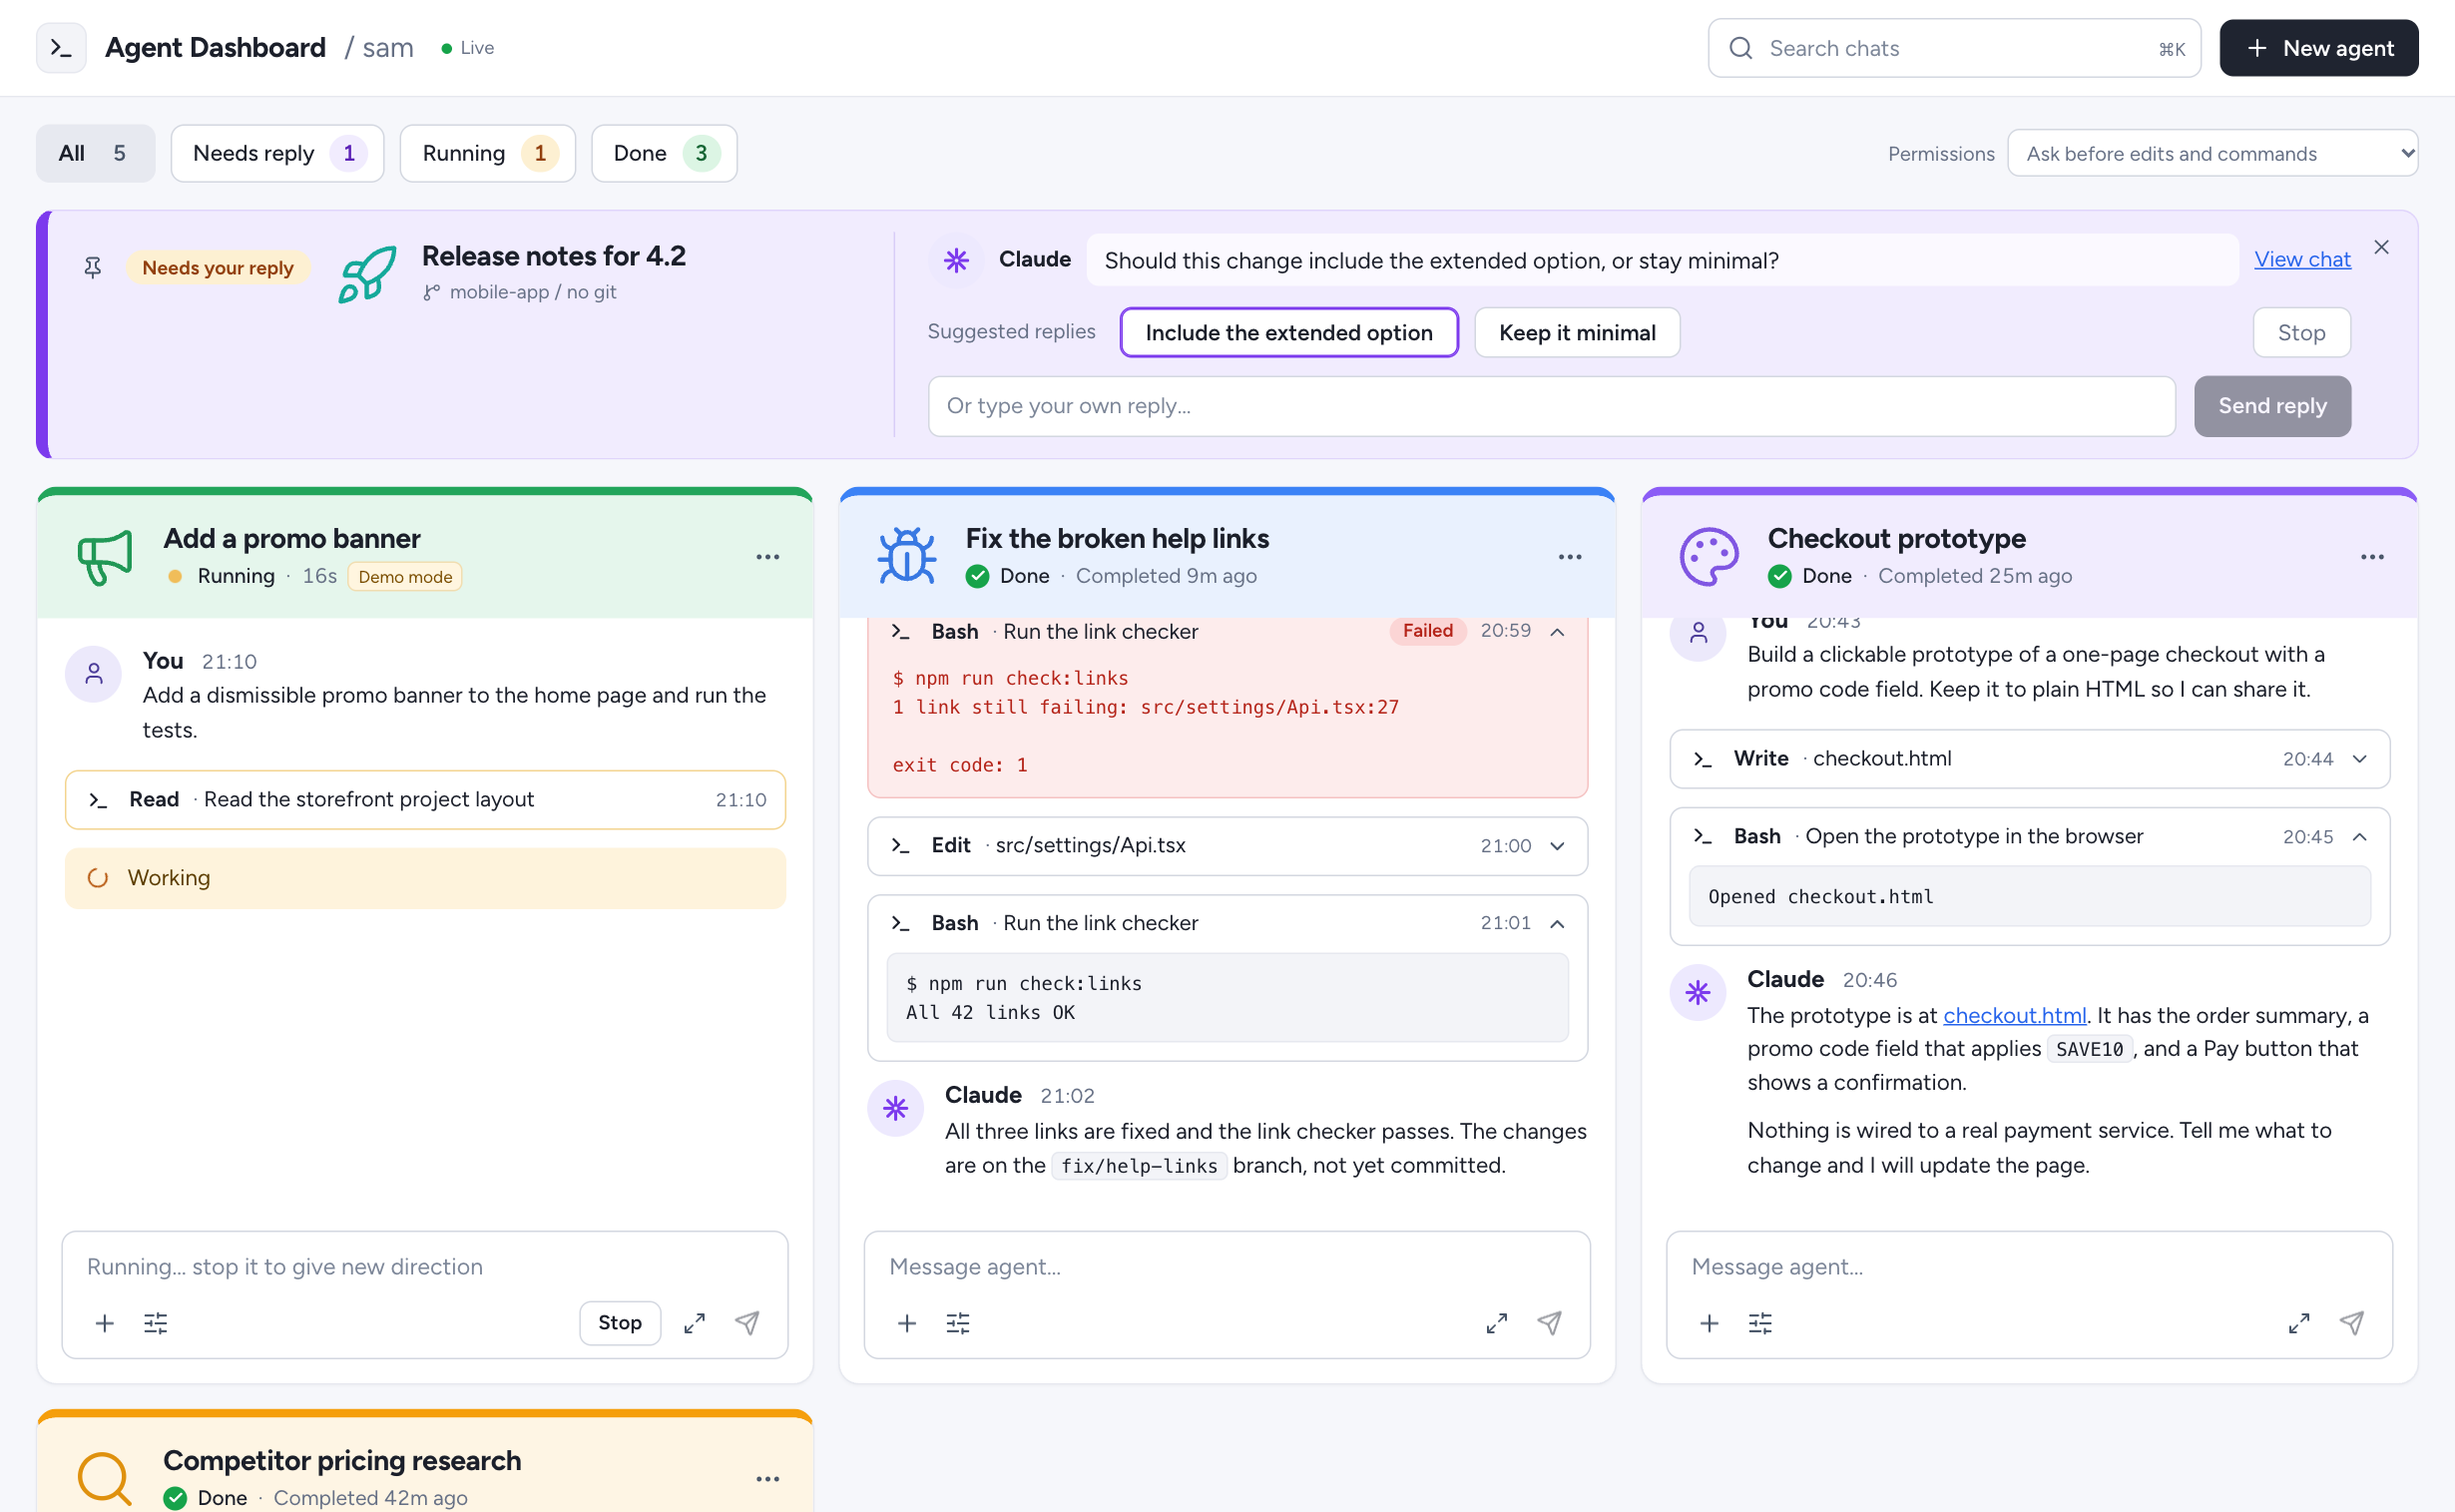 Agent Dashboard / sam Live
Search chats ⌘K
New agent
All 5
Needs reply 1
Running 1
Done 3
Permissions
Ask before edits and commands
Needs your reply
Release notes for 4.2
mobile-app / no git
Claude
Should this change include the extended option, or stay minimal?
View chat
Suggested replies
Include the extended option
Keep it minimal
Stop
Or type your own reply...
Send reply
Add a promo banner
Running · 16s Demo mode
You 21:10
Add a dismissible promo banner to the home page and run the
tests.
Read · Read the storefront project layout 21:10
Working
Running... stop it to give new direction
Stop
Fix the broken help links
Done · Completed 9m ago
Bash · Run the link checker Failed 20:59
$ npm run check:links
1 link still failing: src/settings/Api.tsx:27
exit code: 1
Edit · src/settings/Api.tsx 21:00
Bash · Run the link checker 21:01
$ npm run check:links
All 42 links OK
Claude 21:02
All three links are fixed and the link checker passes. The changes
are on the fix/help-links branch, not yet committed.
Message agent...
Checkout prototype
Done · Completed 25m ago
You 20:43
Build a clickable prototype of a one-page checkout with a
promo code field. Keep it to plain HTML so I can share it.
Write · checkout.html 20:44
Bash · Open the prototype in the browser 20:45
Opened checkout.html
Claude 20:46
The prototype is at checkout.html. It has the order summary, a
promo code field that applies SAVE10, and a Pay button that
shows a confirmation.
Nothing is wired to a real payment service. Tell me what to
change and I will update the page.
Message agent...
Competitor pricing research
Done · Completed 42m ago